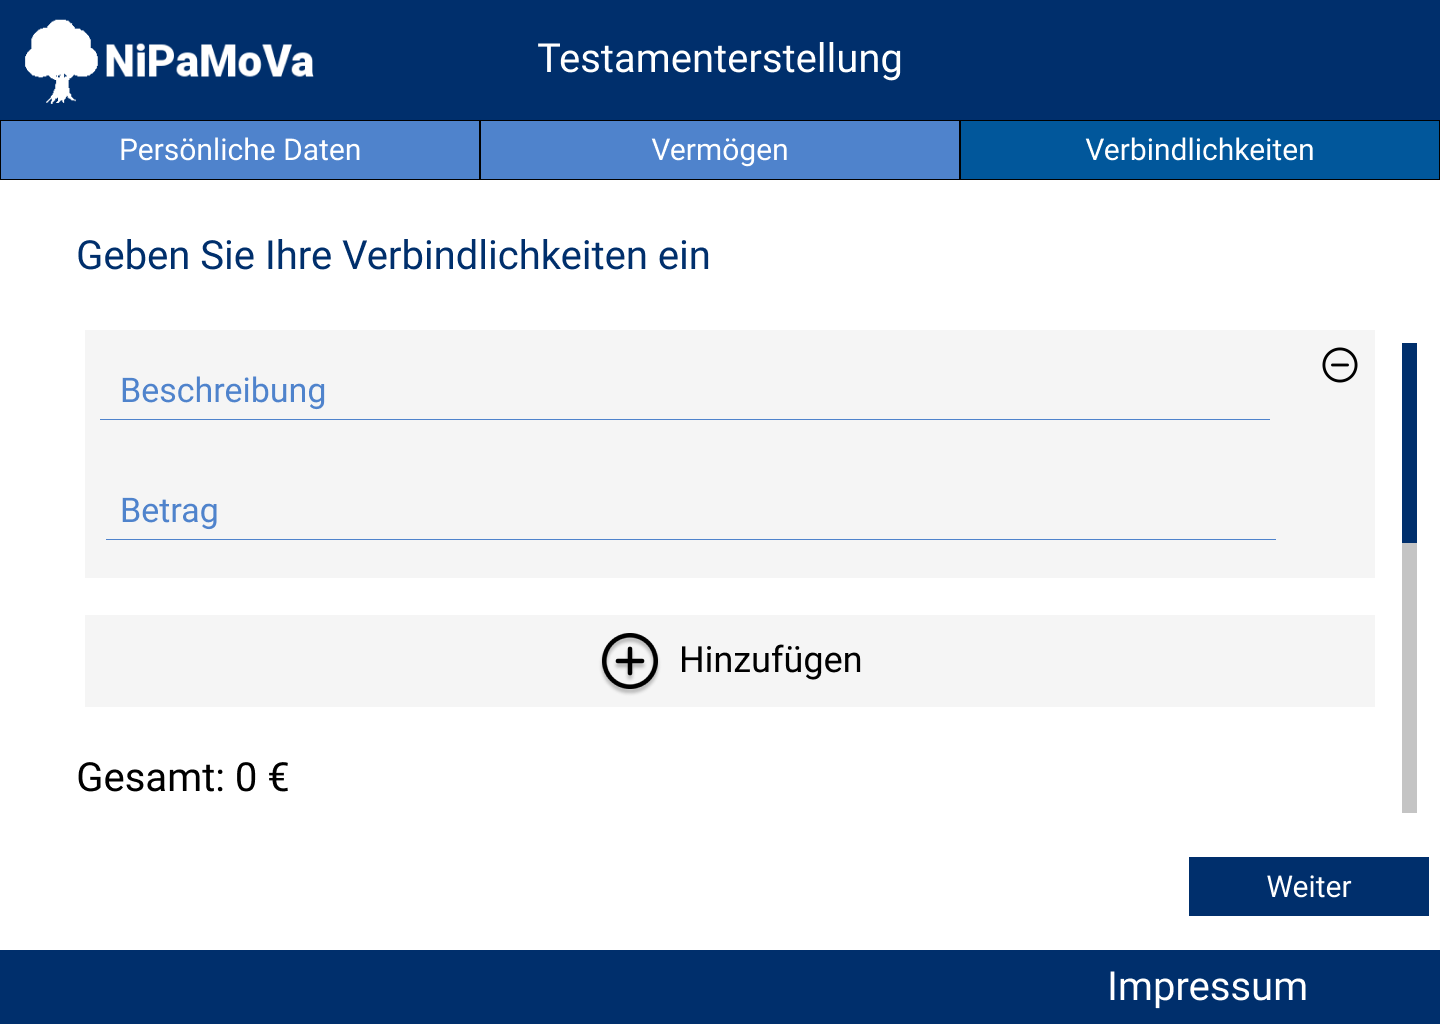 NiPaMoVa
Testamenterstellung
Persönliche Daten
Vermögen
Verbindlichkeiten
Geben Sie Ihre Verbindlichkeiten ein
Beschreibung
Betrag
Hinzufügen
Gesamt: 0 €
Weiter
Impressum